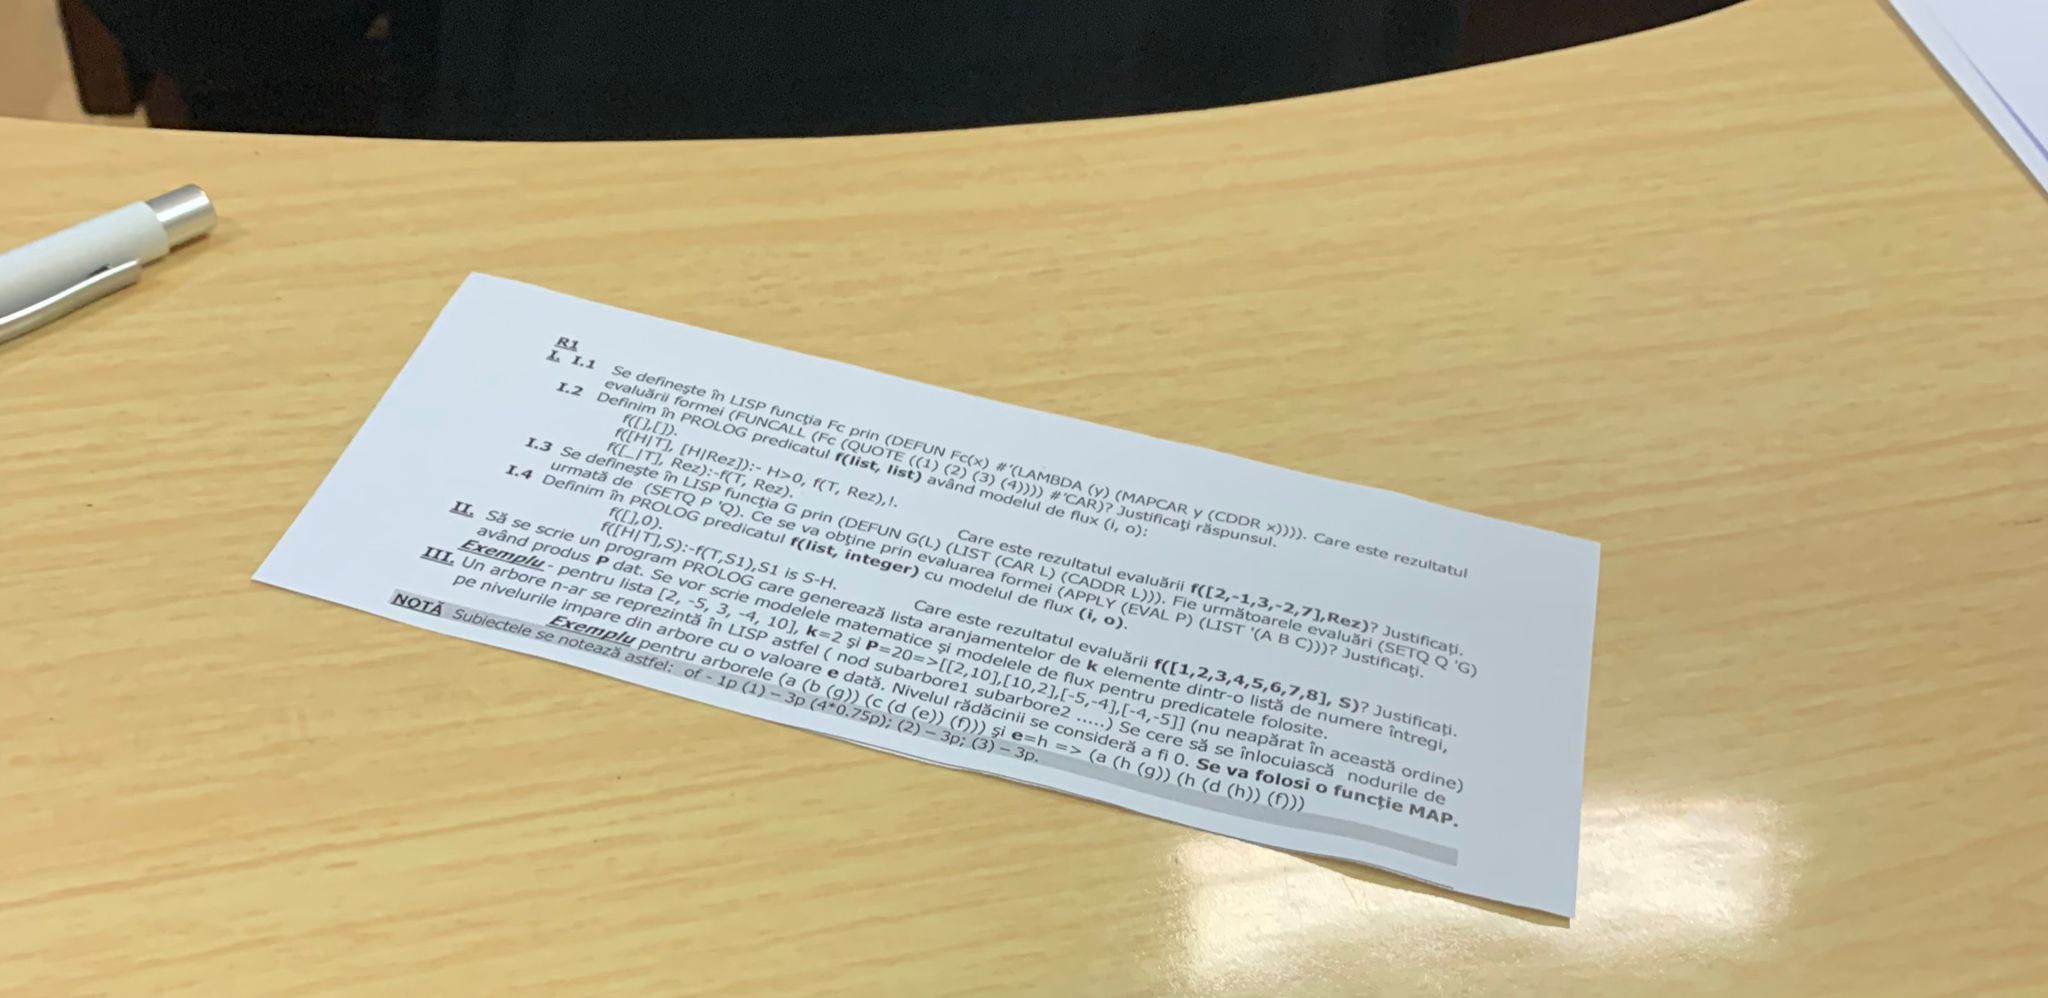 R1
I. I.1 Se defineşte în LISP funcţia Fc prin (DEFUN Fc(x) #'(LAMBDA (y) (MAPCAR y (CDDR x)))). Care este rezultatul
evaluării formei (FUNCALL (Fc (QUOTE ((1) (2) (3) (4)))) #'CAR)? Justificaţi răspunsul.
I.2 Definim în PROLOG predicatul f(list, list) având modelul de flux (i, o):
f([],[]).
f([H|T], [H|Rez]):- H>0, f(T, Rez),!. Care este rezultatul evaluării f([2,-1,3,-2,7],Rez)? Justificaţi.
f([_|T], Rez):-f(T, Rez).
I.3 Se defineşte în LISP funcţia G prin (DEFUN G(L) (LIST (CAR L) (CADDR L))). Fie următoarele evaluări (SETQ Q 'G)
urmată de (SETQ P 'Q). Ce se va obţine prin evaluarea formei (APPLY (EVAL P) (LIST '(A B C)))? Justificaţi.
I.4 Definim în PROLOG predicatul f(list, integer) cu modelul de flux (i, o).
f([],0).
f([H|T],S):-f(T,S1),S1 is S-H. Care este rezultatul evaluării f([1,2,3,4,5,6,7,8], S)? Justificaţi.
II. Să se scrie un program PROLOG care generează lista aranjamentelor de k elemente dintr-o listă de numere întregi,
având produs P dat. Se vor scrie modelele matematice şi modelele de flux pentru predicatele folosite.
Exemplu- pentru lista [2, -5, 3, -4, 10], k=2 şi P=20=>[[2,10],[10,2],[-5,-4],[-4,-5]] (nu neapărat în această ordine)
III. Un arbore n-ar se reprezintă în LISP astfel ( nod subarbore1 subarbore2 .....) Se cere să se înlocuiască nodurile de
pe nivelurile impare din arbore cu o valoare e dată. Nivelul rădăcinii se consideră a fi 0. Se va folosi o funcţie MAP.
Exemplu pentru arborele (a (b (g)) (c (d (e)) (f))) şi e=h => (a (h (g)) (h (d (h)) (f)))
NOTĂ Subiectele se notează astfel: of - 1p (1) – 3p (4*0.75p); (2) – 3p; (3) – 3p.